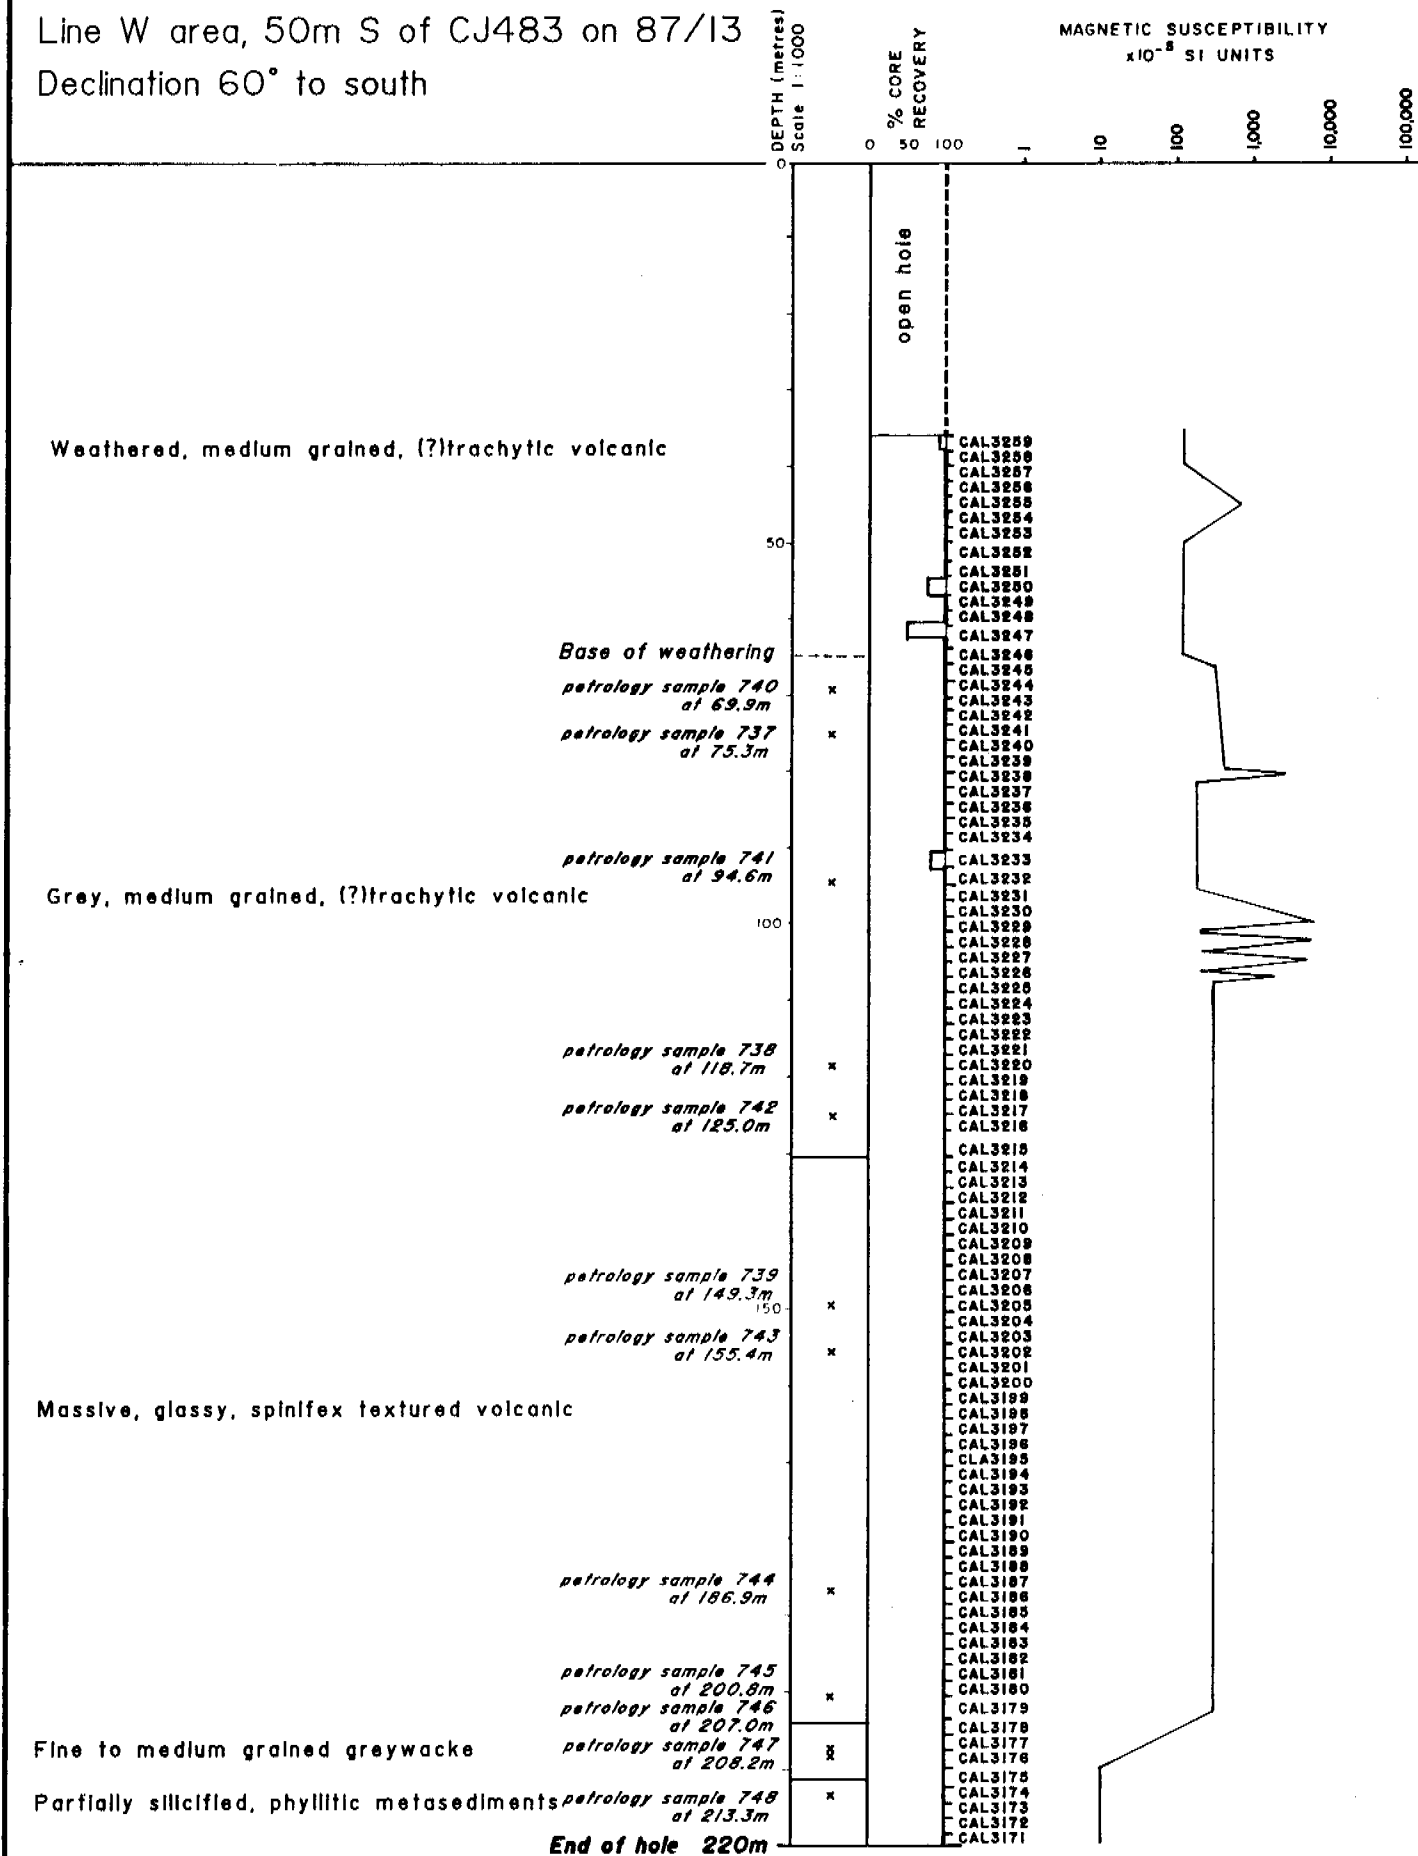 Line W area, 50m S of CJ483 on 87/13
Declination 60° to south
DEPTH (metres)
Scale 1:1000
% CORE
RECOVERY
MAGNETIC SUSCEPTIBILITY
x10⁻⁸ SI UNITS
0 50 100
1 10 100 1,000 10,000 100,000
0
open hole
Weathered, medium grained, (?)trachytic volcanic
CAL3259
CAL3258
CAL3257
CAL3256
CAL3255
CAL3254
CAL3253
50
CAL3252
CAL3251
CAL3250
CAL3249
CAL3248
CAL3247
Base of weathering
CAL3246
CAL3245
petrology sample 740
at 69.9m
CAL3244
CAL3243
CAL3242
petrology sample 737
at 75.3m
CAL3241
CAL3240
CAL3239
CAL3238
CAL3237
CAL3236
CAL3235
CAL3234
petrology sample 741
at 94.6m
CAL3233
CAL3232
Grey, medium grained, (?)trachytic volcanic
CAL3231
CAL3230
100
CAL3229
CAL3228
CAL3227
CAL3226
CAL3225
CAL3224
CAL3223
CAL3222
petrology sample 738
at 118.7m
CAL3221
CAL3220
CAL3219
CAL3218
petrology sample 742
at 125.0m
CAL3217
CAL3216
CAL3215
CAL3214
CAL3213
CAL3212
CAL3211
CAL3210
CAL3209
CAL3208
petrology sample 739
at 149.3m
CAL3207
CAL3206
150
CAL3205
CAL3204
petrology sample 743
at 155.4m
CAL3203
CAL3202
CAL3201
CAL3200
CAL3199
Massive, glassy, spinifex textured volcanic
CAL3198
CAL3197
CAL3196
CLA3195
CAL3194
CAL3193
CAL3192
CAL3191
CAL3190
CAL3189
CAL3188
petrology sample 744
at 186.9m
CAL3187
CAL3186
CAL3185
CAL3184
CAL3183
CAL3182
petrology sample 745
at 200.8m
CAL3181
CAL3180
petrology sample 746
at 207.0m
CAL3179
CAL3178
Fine to medium grained greywacke
petrology sample 747
at 208.2m
CAL3177
CAL3176
CAL3175
Partially silicified, phyllitic metasediments
petrology sample 748
at 213.3m
CAL3174
CAL3173
CAL3172
End of hole 220m
CAL3171